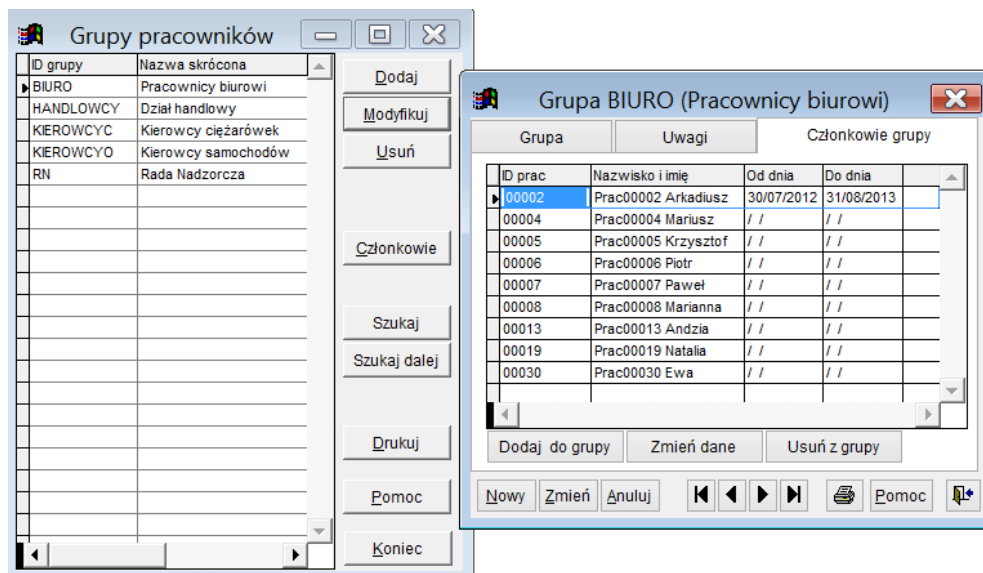 Grupy pracowników
ID grupy Nazwa skrócona
BIURO Pracownicy biurowi
HANDLOWCY Dział handlowy
KIEROWCYC Kierowcy ciężarówek
KIEROWCYO Kierowcy samochodów
RN Rada Nadzorcza
Dodaj
Modyfikuj
Usuń
Członkowie
Szukaj
Szukaj dalej
Drukuj
Pomoc
Koniec
Grupa BIURO (Pracownicy biurowi)
Grupa Uwagi Członkowie grupy
ID prac Nazwisko i imię Od dnia Do dnia
00002 Prac00002 Arkadiusz 30/07/2012 31/08/2013
00004 Prac00004 Mariusz / / / /
00005 Prac00005 Krzysztof / / / /
00006 Prac00006 Piotr / / / /
00007 Prac00007 Paweł / / / /
00008 Prac00008 Marianna / / / /
00013 Prac00013 Andzia / / / /
00019 Prac00019 Natalia / / / /
00030 Prac00030 Ewa / / / /
Dodaj do grupy Zmień dane Usuń z grupy
Nowy Zmień Anuluj Pomoc